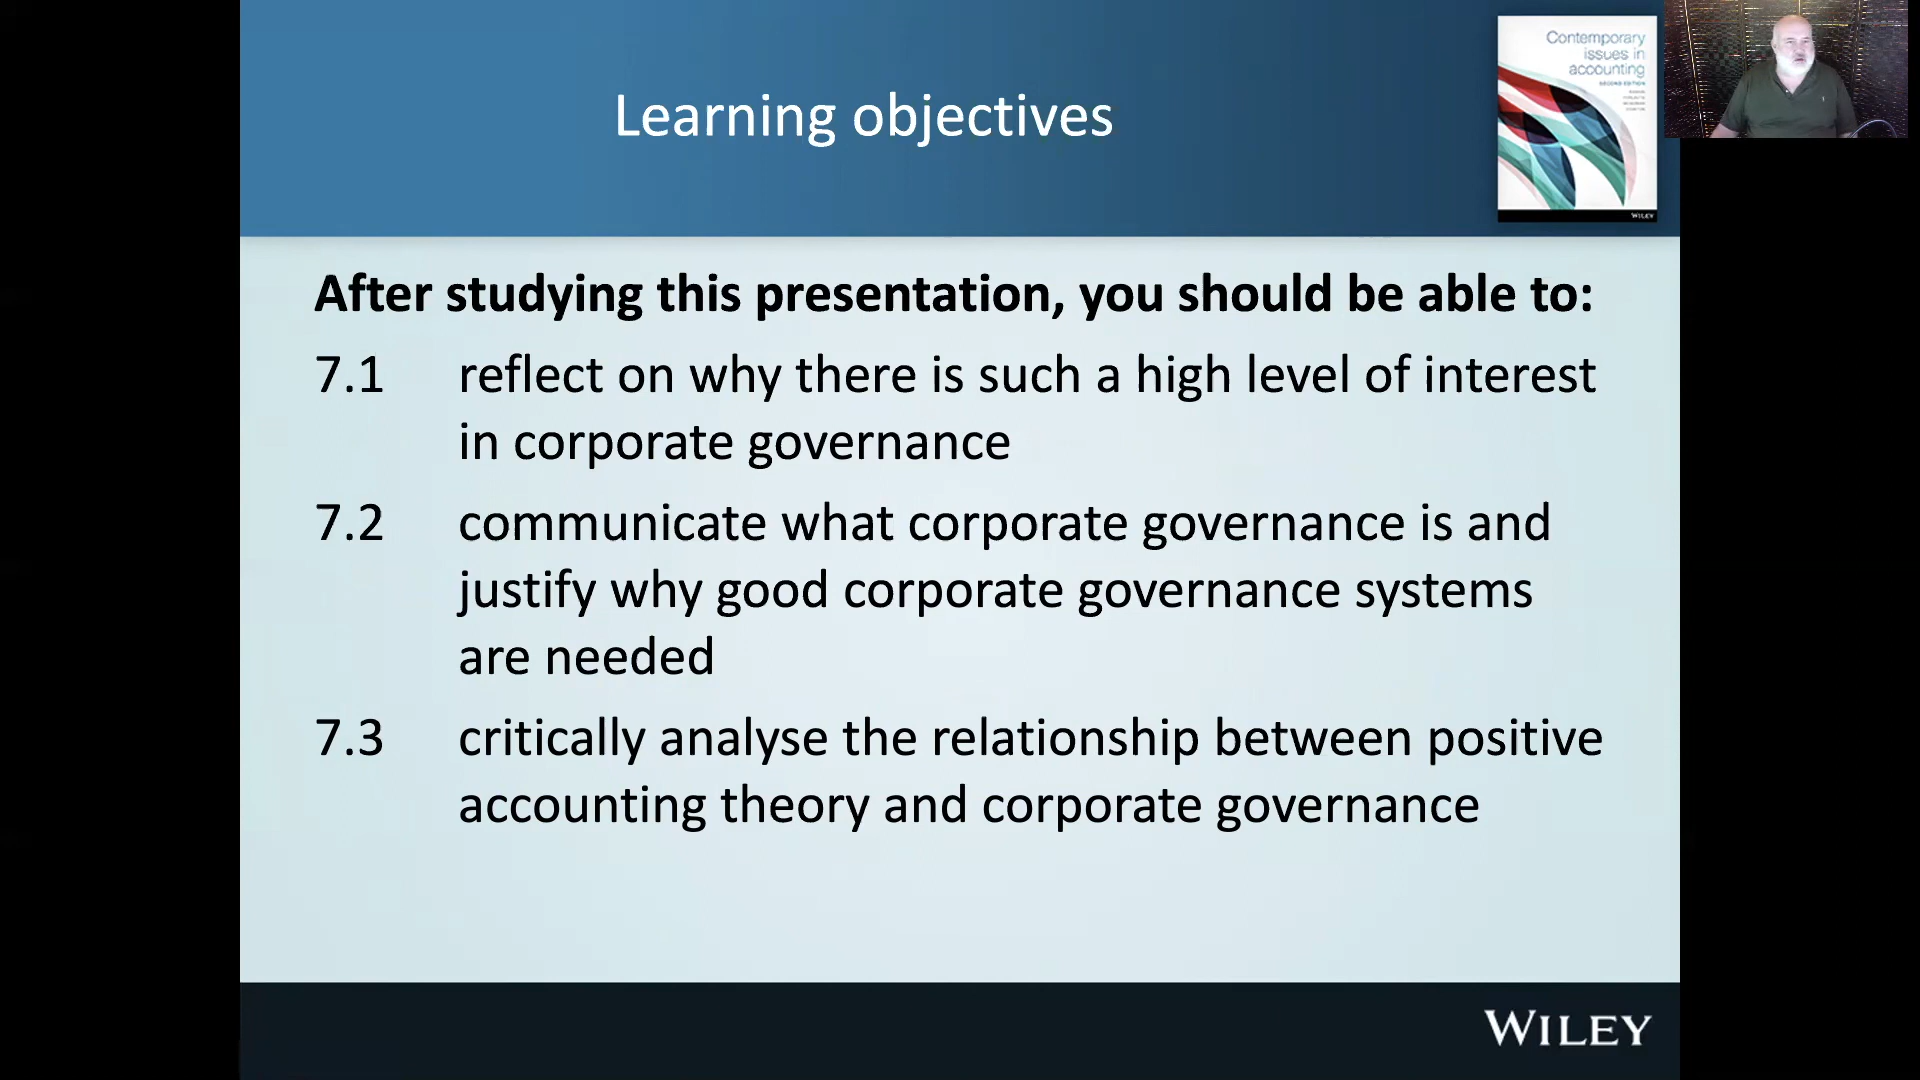 Learning objectives
Contemporary
issues in
accounting
SECOND EDITION
WILEY
After studying this presentation, you should be able to:
7.1 reflect on why there is such a high level of interest
in corporate governance
7.2 communicate what corporate governance is and
justify why good corporate governance systems
are needed
7.3 critically analyse the relationship between positive
accounting theory and corporate governance
WILEY